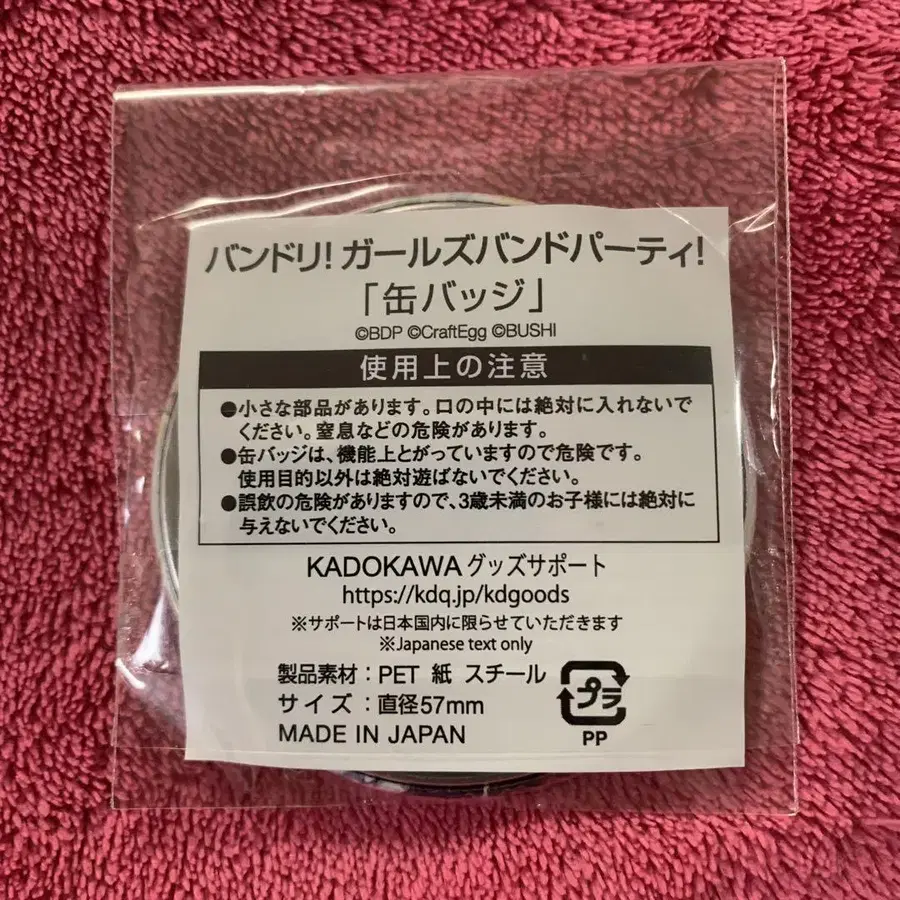 バンドリ! ガールズバンドパーティ!
「缶バッジ」
©BDP ©CraftEgg ©BUSHI
使用上の注意
●小さな部品があります。口の中には絶対に入れないで
ください。窒息などの危険があります。
●缶バッジは、機能上とがっていますので危険です。
使用目的以外は絶対遊ばないでください。
●誤飲の危険がありますので、3歳未満のお子様には絶対に
与えないでください。
KADOKAWAグッズサポート
https://kdq.jp/kdgoods
※サポートは日本国内に限らせていただきます
※Japanese text only
製品素材：PET 紙 スチール
サイズ：直径57mm
MADE IN JAPAN
プラ
PP